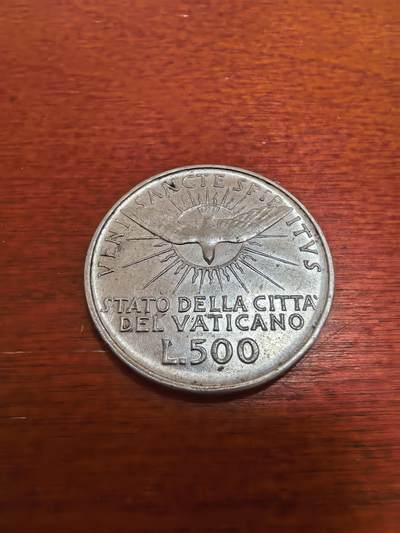 VENI SANCTE SPIRITVS
STATO DELLA CITTA'
DEL VATICANO
L.500